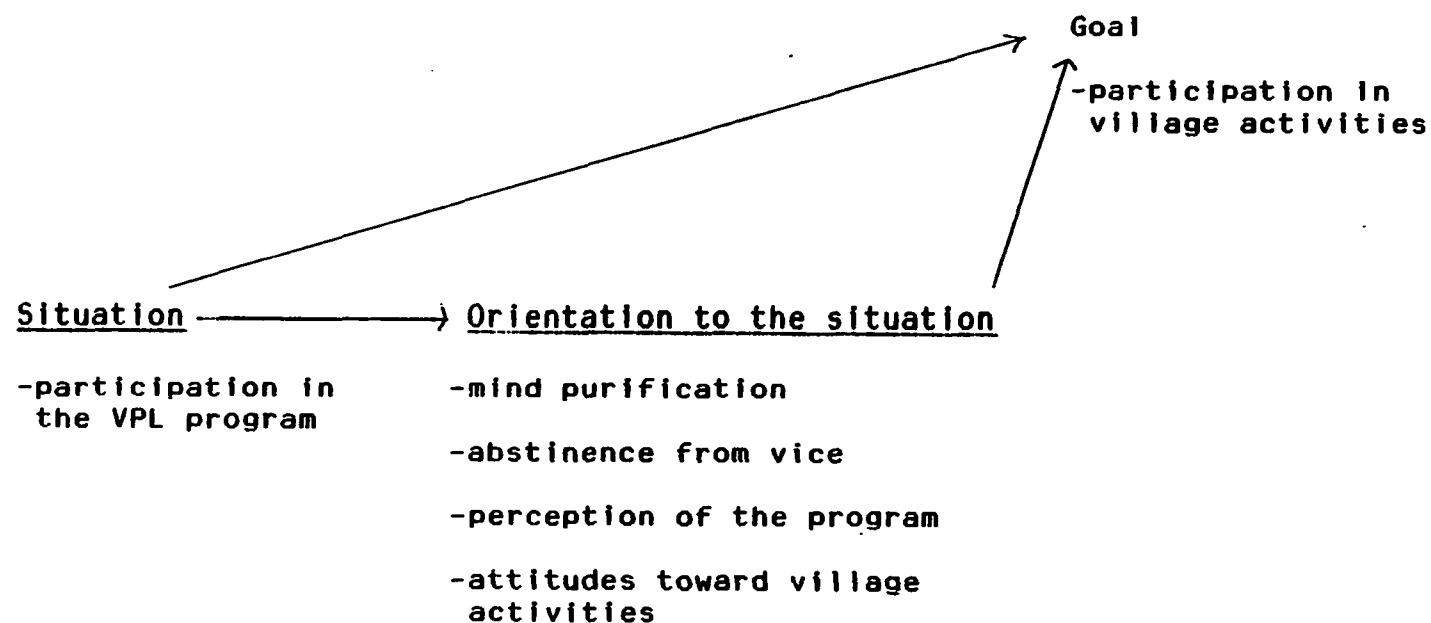 Goal
-participation in
village activities
Situation
Orientation to the situation
-participation in
the VPL program
-mind purification
-abstinence from vice
-perception of the program
-attitudes toward village
activities